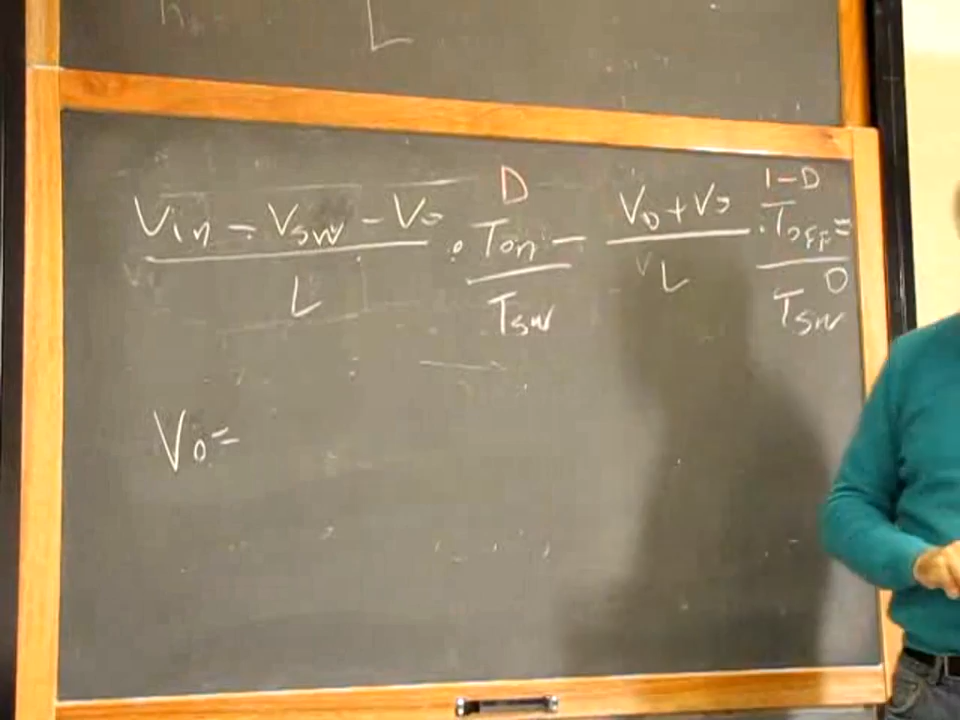 L
D 1-D
Vin - Vsw - Vo / L . Ton / Tsw - VD + Vo / L . TOFF / Tsw = 0
Vo =